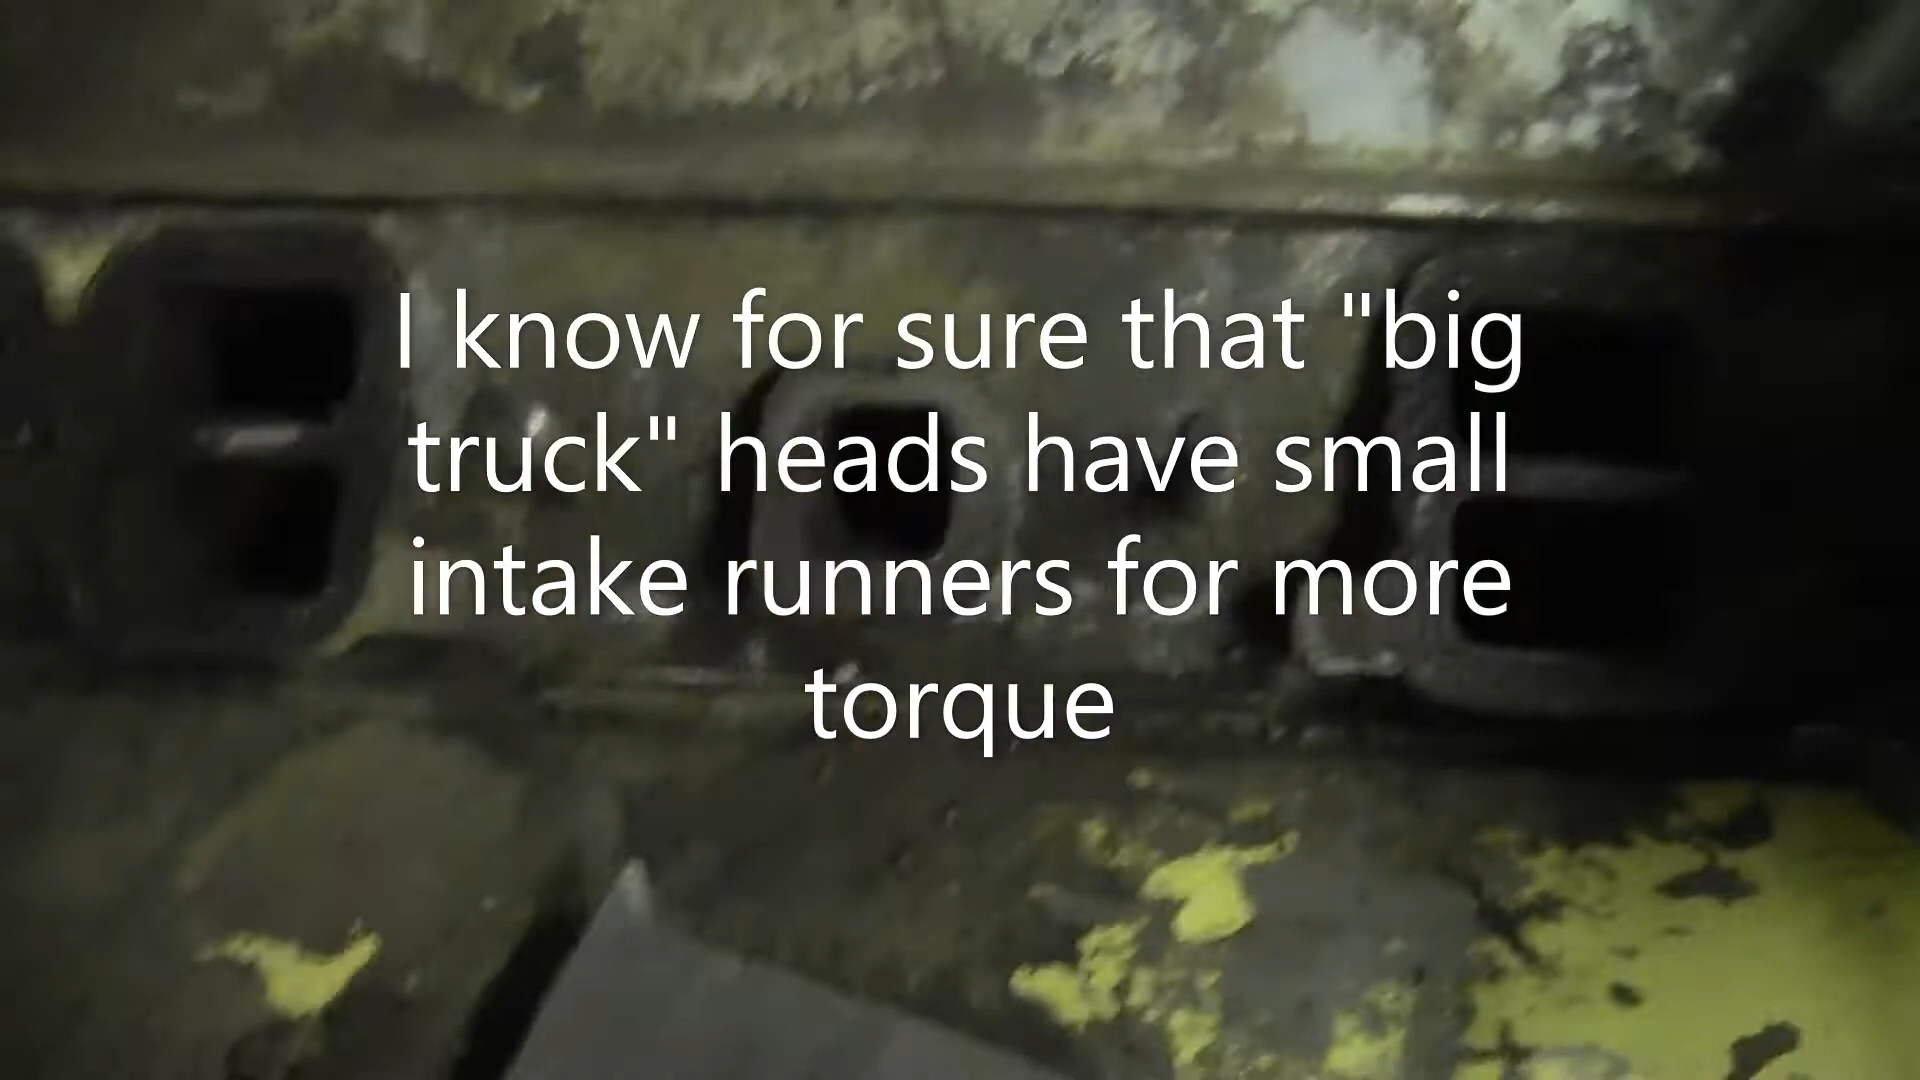 I know for sure that "big
truck" heads have small
intake runners for more
torque